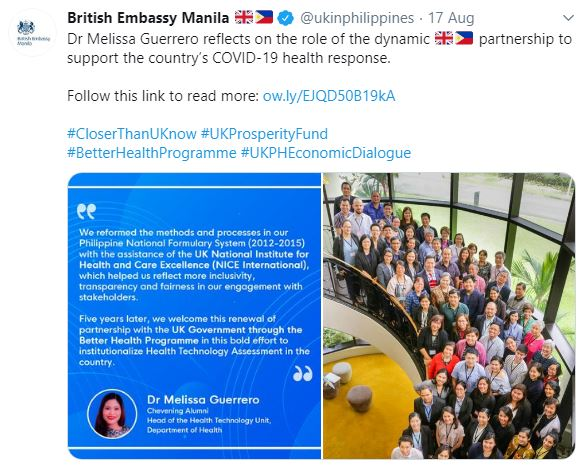 British Embassy Manila 🇬🇧🇵🇭 @ukinphilippines · 17 Aug
British Embassy
Manila
Dr Melissa Guerrero reflects on the role of the dynamic 🇬🇧🇵🇭 partnership to
support the country's COVID-19 health response.
Follow this link to read more: ow.ly/EJQD50B19kA
#CloserThanUKnow #UKProsperityFund
#BetterHealthProgramme #UKPHEconomicDialogue
We reformed the methods and processes in our
Philippine National Formulary System (2012-2015)
with the assistance of the UK National Institute for
Health and Care Excellence (NICE International),
which helped us reflect more inclusivity,
transparency and fairness in our engagement with
stakeholders.
Five years later, we welcome this renewal of
partnership with the UK Government through the
Better Health Programme in this bold effort to
institutionalize Health Technology Assessment in the
country.
Dr Melissa Guerrero
Chevening Alumni
Head of the Health Technology Unit,
Department of Health